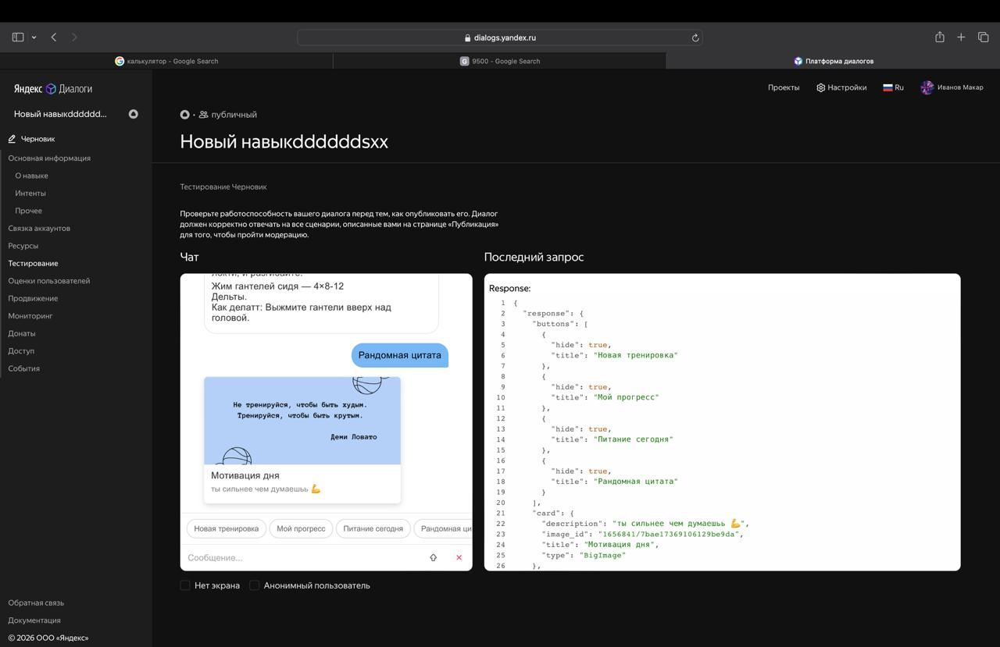 dialogs.yandex.ru
калькулятор – Google Search
G 9500 – Google Search
Платформа диалогов
Яндекс Диалоги
Новый навыкdddddd...
Черновик
Основная информация
О навыке
Интенты
Прочее
Связка аккаунтов
Ресурсы
Тестирование
Оценки пользователей
Продвижение
Мониторинг
Донаты
Доступ
События
Обратная связь
Документация
© 2026 ООО «Яндекс»
Проекты
Настройки
Ru
Иванов Макар
публичный
Новый навыкddddddsxx
Тестирование Черновик
Проверьте работоспособность вашего диалога перед тем, как опубликовать его. Диалог
должен корректно отвечать на все сценарии, описанные вами на странице «Публикация»
для того, чтобы пройти модерацию.
Чат
локти, и разгибайте.
Жим гантелей сидя — 4×8-12
Дельты.
Как делатт: Выжмите гантели вверх над
головой.
Рандомная цитата
Не тренируйся, чтобы быть худым.
Тренируйся, чтобы быть крутым.
Деми Ловато
Мотивация дня
ты сильнее чем думаешьь 💪
Новая тренировка
Мой прогресс
Питание сегодня
Рандомная ци
Сообщение...
Нет экрана
Анонимный пользователь
Последний запрос
Response:
1 {
2 "response": {
3 "buttons": [
4 {
5 "hide": true,
6 "title": "Новая тренировка"
7 },
8 {
9 "hide": true,
10 "title": "Мой прогресс"
11 },
12 {
13 "hide": true,
14 "title": "Питание сегодня"
15 },
16 {
17 "hide": true,
18 "title": "Рандомная цитата"
19 }
20 ],
21 "card": {
22 "description": "ты сильнее чем думаешьь 💪",
23 "image_id": "1656841/7bae17369106129be9da",
24 "title": "Мотивация дня",
25 "type": "BigImage"
26 },